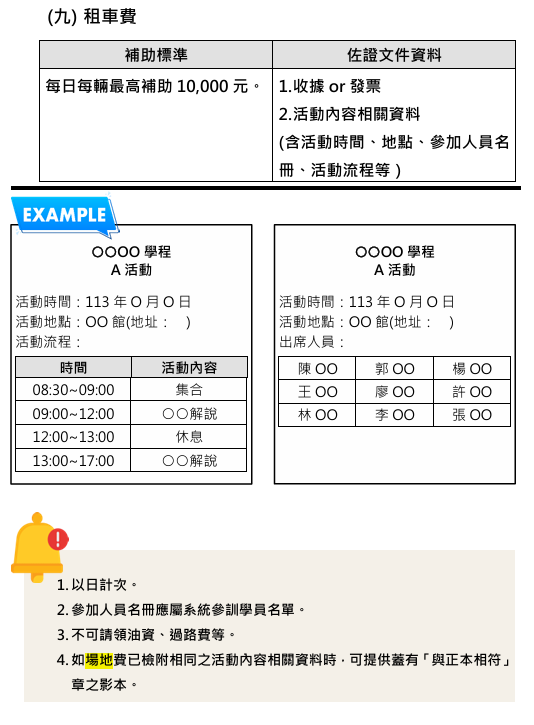 (九) 租車費
補助標準
佐證文件資料
每日每輛最高補助 10,000 元。
1.收據 or 發票
2.活動內容相關資料
(含活動時間、地點、參加人員名
冊、活動流程等 )
EXAMPLE
〇〇〇〇 學程
A 活動
活動時間：113 年 O 月 O 日
活動地點：OO 館(地址： )
活動流程：
時間 活動內容
08:30~09:00 集合
09:00~12:00 〇〇解說
12:00~13:00 休息
13:00~17:00 〇〇解說
〇〇〇〇 學程
A 活動
活動時間：113 年 O 月 O 日
活動地點：OO 館(地址： )
出席人員：
陳 OO 郭 OO 楊 OO
王 OO 廖 OO 許 OO
林 OO 李 OO 張 OO
!
1. 以日計次。
2. 參加人員名冊應屬系統參訓學員名單。
3. 不可請領油資、過路費等。
4. 如場地費已檢附相同之活動內容相關資料時，可提供蓋有「與正本相符」
章之影本。